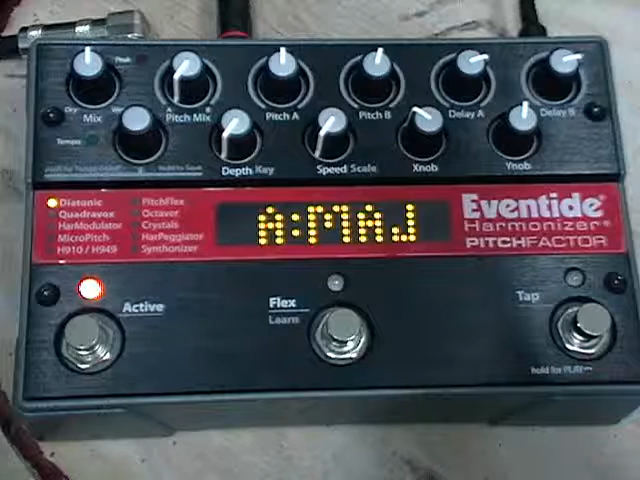 Peak
Dry Mix Wet
A Pitch Mix B
Pitch A
Pitch B
Delay A
Delay B
Tempo
Depth Key
Speed Scale
Xnob
Ynob
Diatonic
Quadravox
HarModulator
MicroPitch
H910 / H949
PitchFlex
Octaver
Crystals
HarPeggiator
Synthonizer
A:MAJ
Eventide
Harmonizer®
PITCHFACTOR
Active
Flex
Learn
Tap
hold for